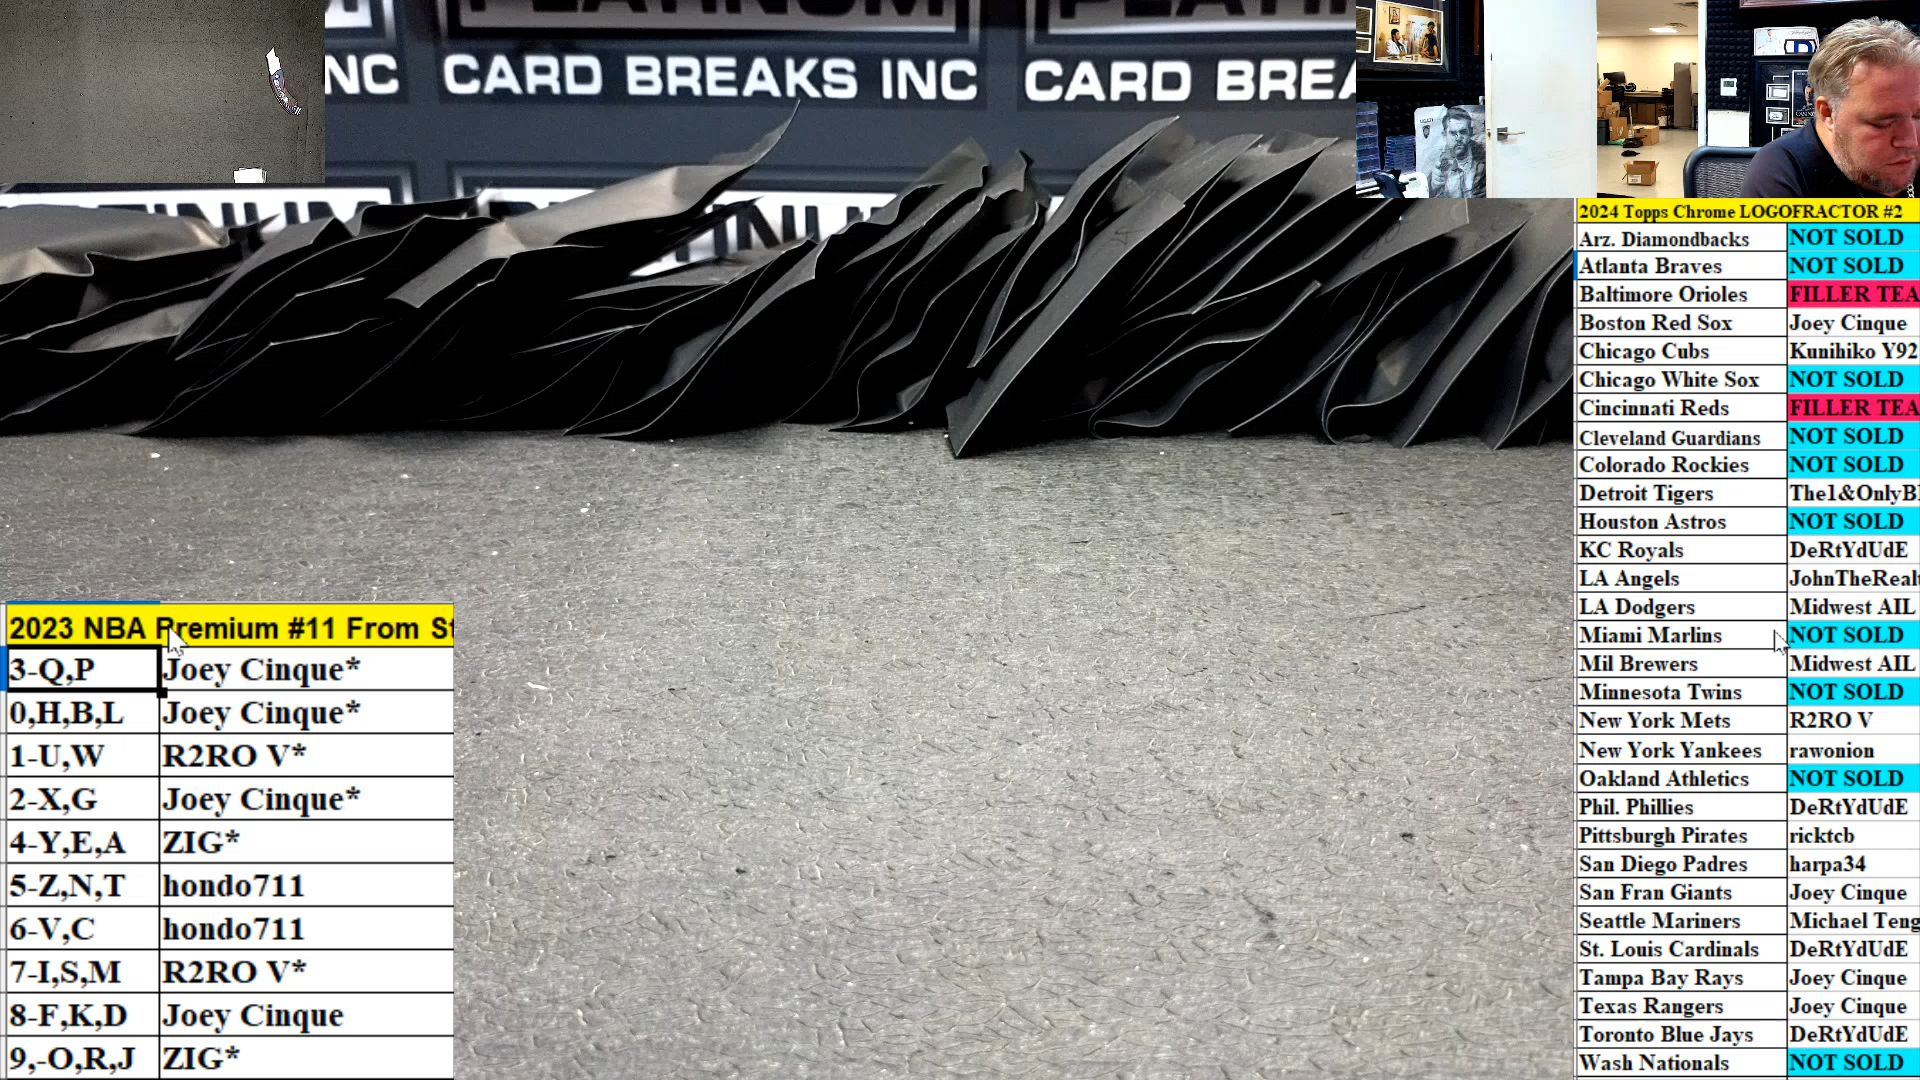 PLATINUM PLATI
NC CARD BREAKS INC CARD BREA
PLATINUM PLATINU
2024 Topps Chrome LOGOFRACTOR #2
Arz. Diamondbacks NOT SOLD
Atlanta Braves NOT SOLD
Baltimore Orioles FILLER TEA
Boston Red Sox Joey Cinque
Chicago Cubs Kunihiko Y92
Chicago White Sox NOT SOLD
Cincinnati Reds FILLER TEA
Cleveland Guardians NOT SOLD
Colorado Rockies NOT SOLD
Detroit Tigers The1&OnlyB
Houston Astros NOT SOLD
KC Royals DeRtYdUdE
LA Angels JohnTheReal
LA Dodgers Midwest AIL
Miami Marlins NOT SOLD
Mil Brewers Midwest AIL
Minnesota Twins NOT SOLD
New York Mets R2RO V
New York Yankees rawonion
Oakland Athletics NOT SOLD
Phil. Phillies DeRtYdUdE
Pittsburgh Pirates ricktcb
San Diego Padres harpa34
San Fran Giants Joey Cinque
Seattle Mariners Michael Teng
St. Louis Cardinals DeRtYdUdE
Tampa Bay Rays Joey Cinque
Texas Rangers Joey Cinque
Toronto Blue Jays DeRtYdUdE
Wash Nationals NOT SOLD
2023 NBA Premium #11 From St
3-Q,P Joey Cinque*
0,H,B,L Joey Cinque*
1-U,W R2RO V*
2-X,G Joey Cinque*
4-Y,E,A ZIG*
5-Z,N,T hondo711
6-V,C hondo711
7-I,S,M R2RO V*
8-F,K,D Joey Cinque
9,-O,R,J ZIG*